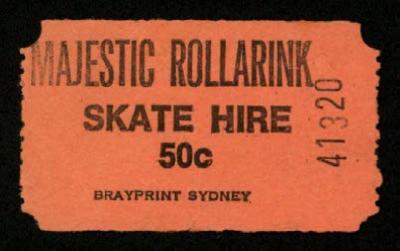 MAJESTIC ROLLARINK
SKATE HIRE
50c
BRAYPRINT SYDNEY
41320